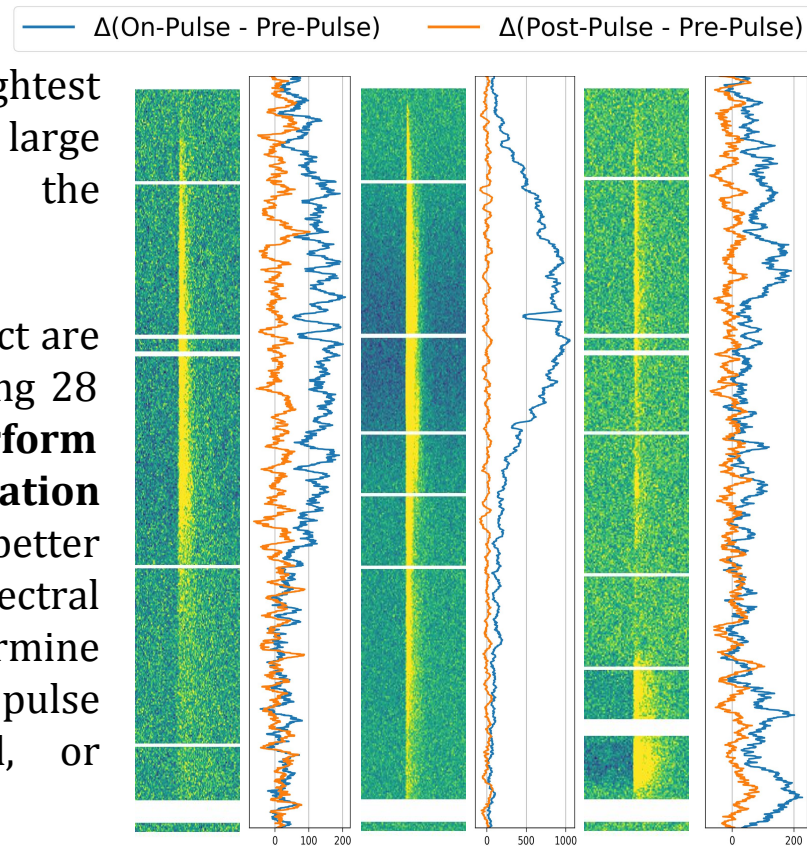 Δ(On-Pulse - Pre-Pulse) Δ(Post-Pulse - Pre-Pulse)
ghtest
large
the
ct are
ng 28
rform
ation
better
ectral
rmine
pulse
l, or
0 100 200 0 500 1000 0 200